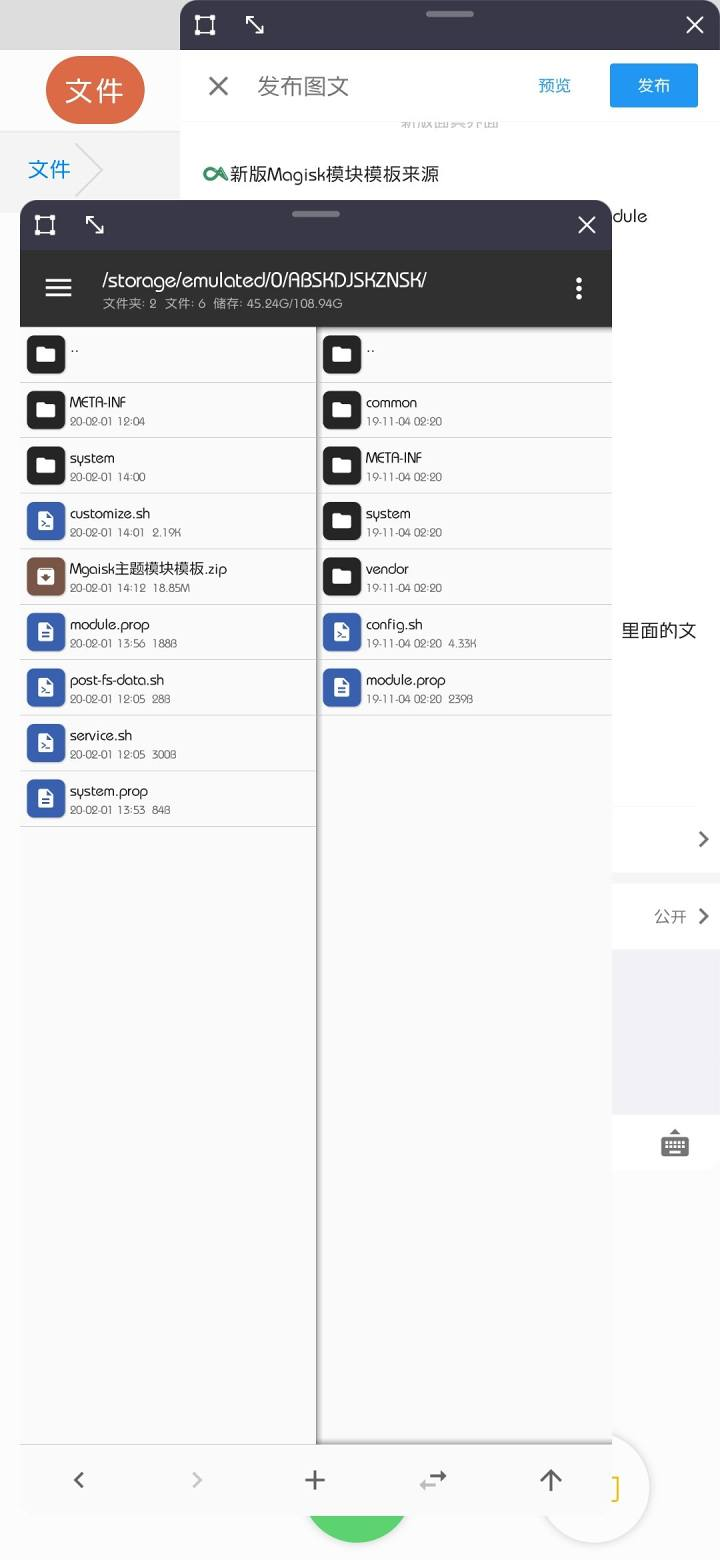 文件
发布图文
预览
发布
文件
新版Magisk模块模板来源
dule
/storage/emulated/0/ABSKDJSKZNSK/
文件夹: 2 文件: 6 储存: 45.24G/108.94G
..
META-INF
20-02-01 12:04
system
20-02-01 14:00
customize.sh
20-02-01 14:01 2.19K
Mgaisk主题模块模板.zip
20-02-01 14:12 18.85M
module.prop
20-02-01 13:56 188B
post-fs-data.sh
20-02-01 12:05 28B
service.sh
20-02-01 12:05 300B
system.prop
20-02-01 13:53 84B
..
common
19-11-04 02:20
META-INF
19-11-04 02:20
system
19-11-04 02:20
vendor
19-11-04 02:20
config.sh
19-11-04 02:20 4.33K
module.prop
19-11-04 02:20 239B
里面的文
公开